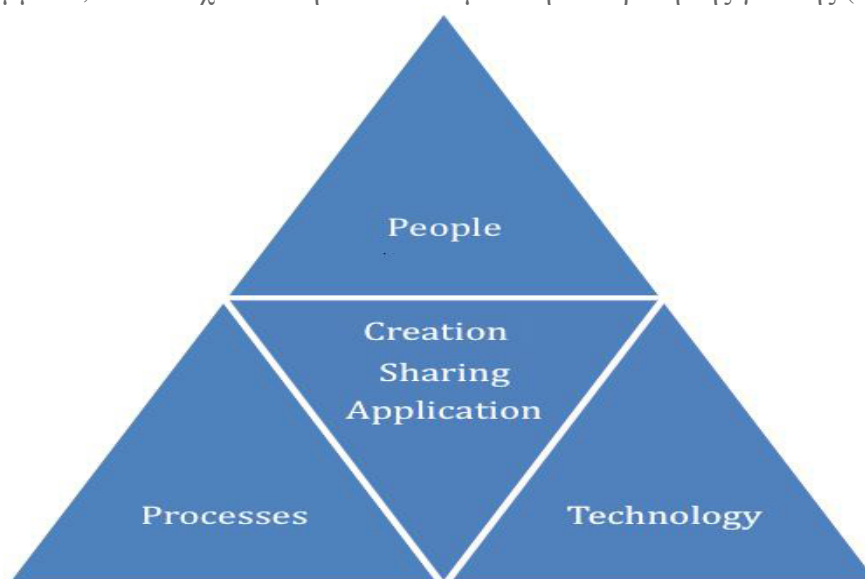 People
Creation
Sharing
Application
Processes
Technology